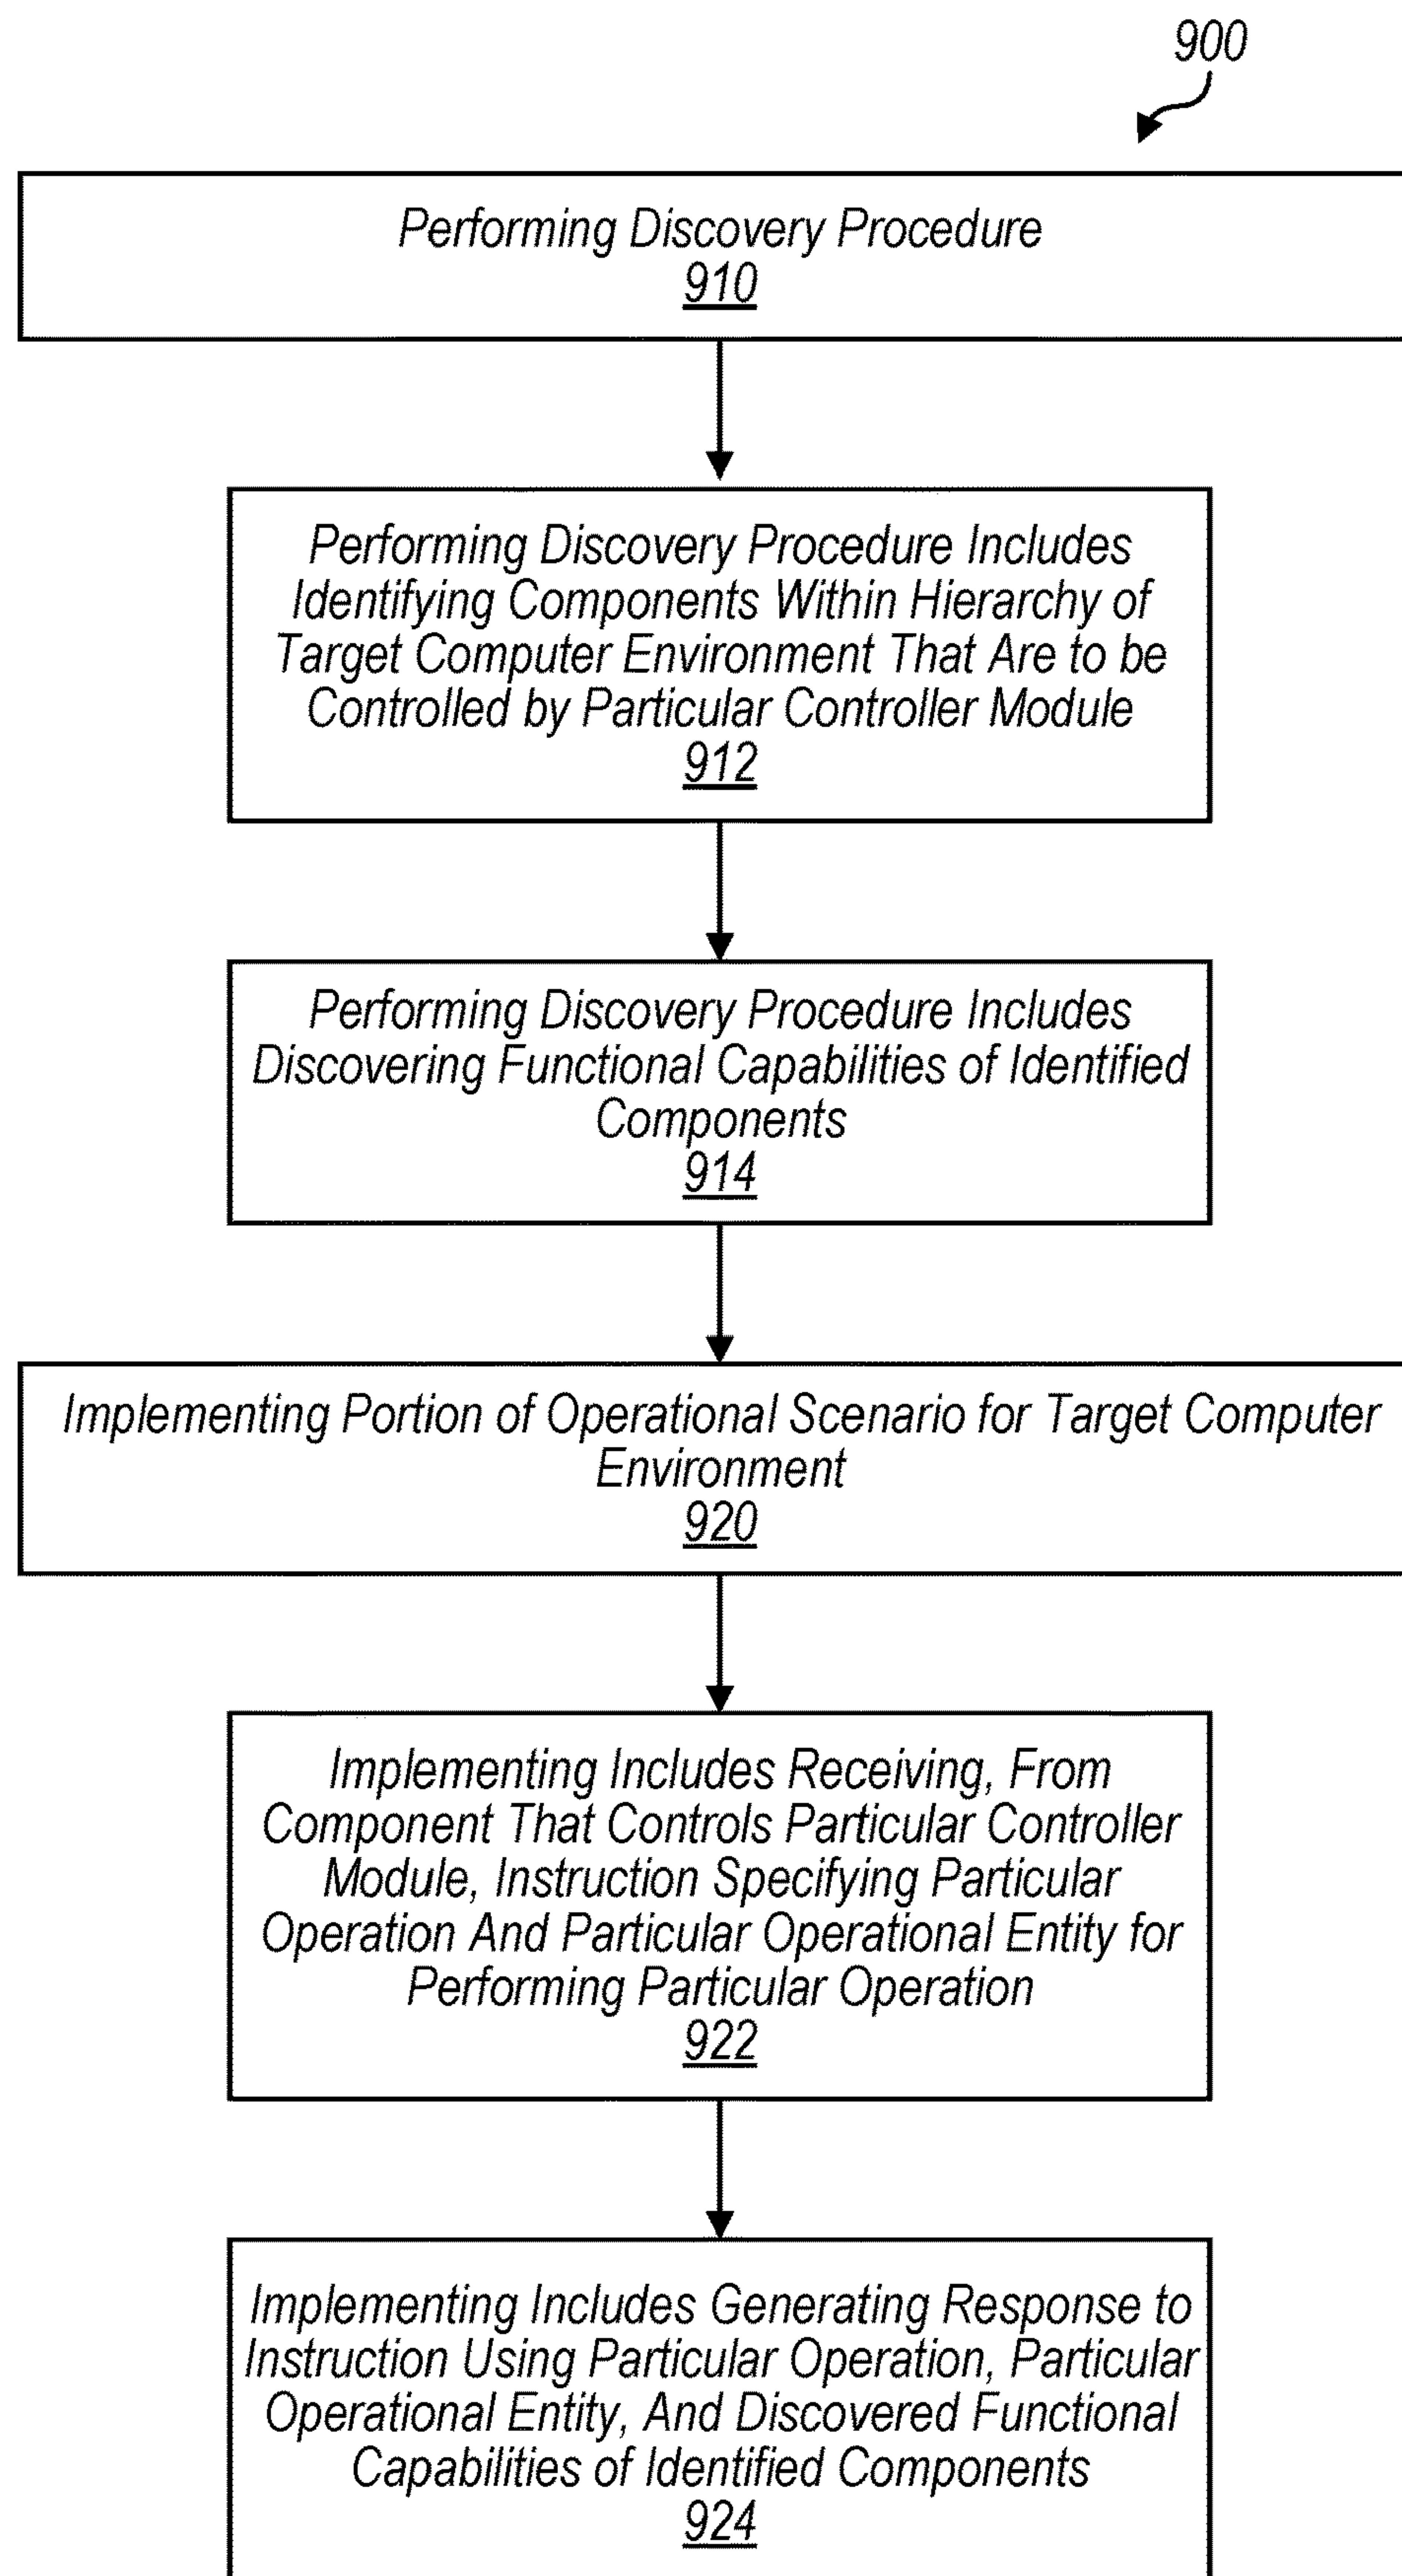 900
Performing Discovery Procedure
910
Performing Discovery Procedure Includes
Identifying Components Within Hierarchy of
Target Computer Environment That Are to be
Controlled by Particular Controller Module
912
Performing Discovery Procedure Includes
Discovering Functional Capabilities of Identified
Components
914
Implementing Portion of Operational Scenario for Target Computer
Environment
920
Implementing Includes Receiving, From
Component That Controls Particular Controller
Module, Instruction Specifying Particular
Operation And Particular Operational Entity for
Performing Particular Operation
922
Implementing Includes Generating Response to
Instruction Using Particular Operation, Particular
Operational Entity, And Discovered Functional
Capabilities of Identified Components
924